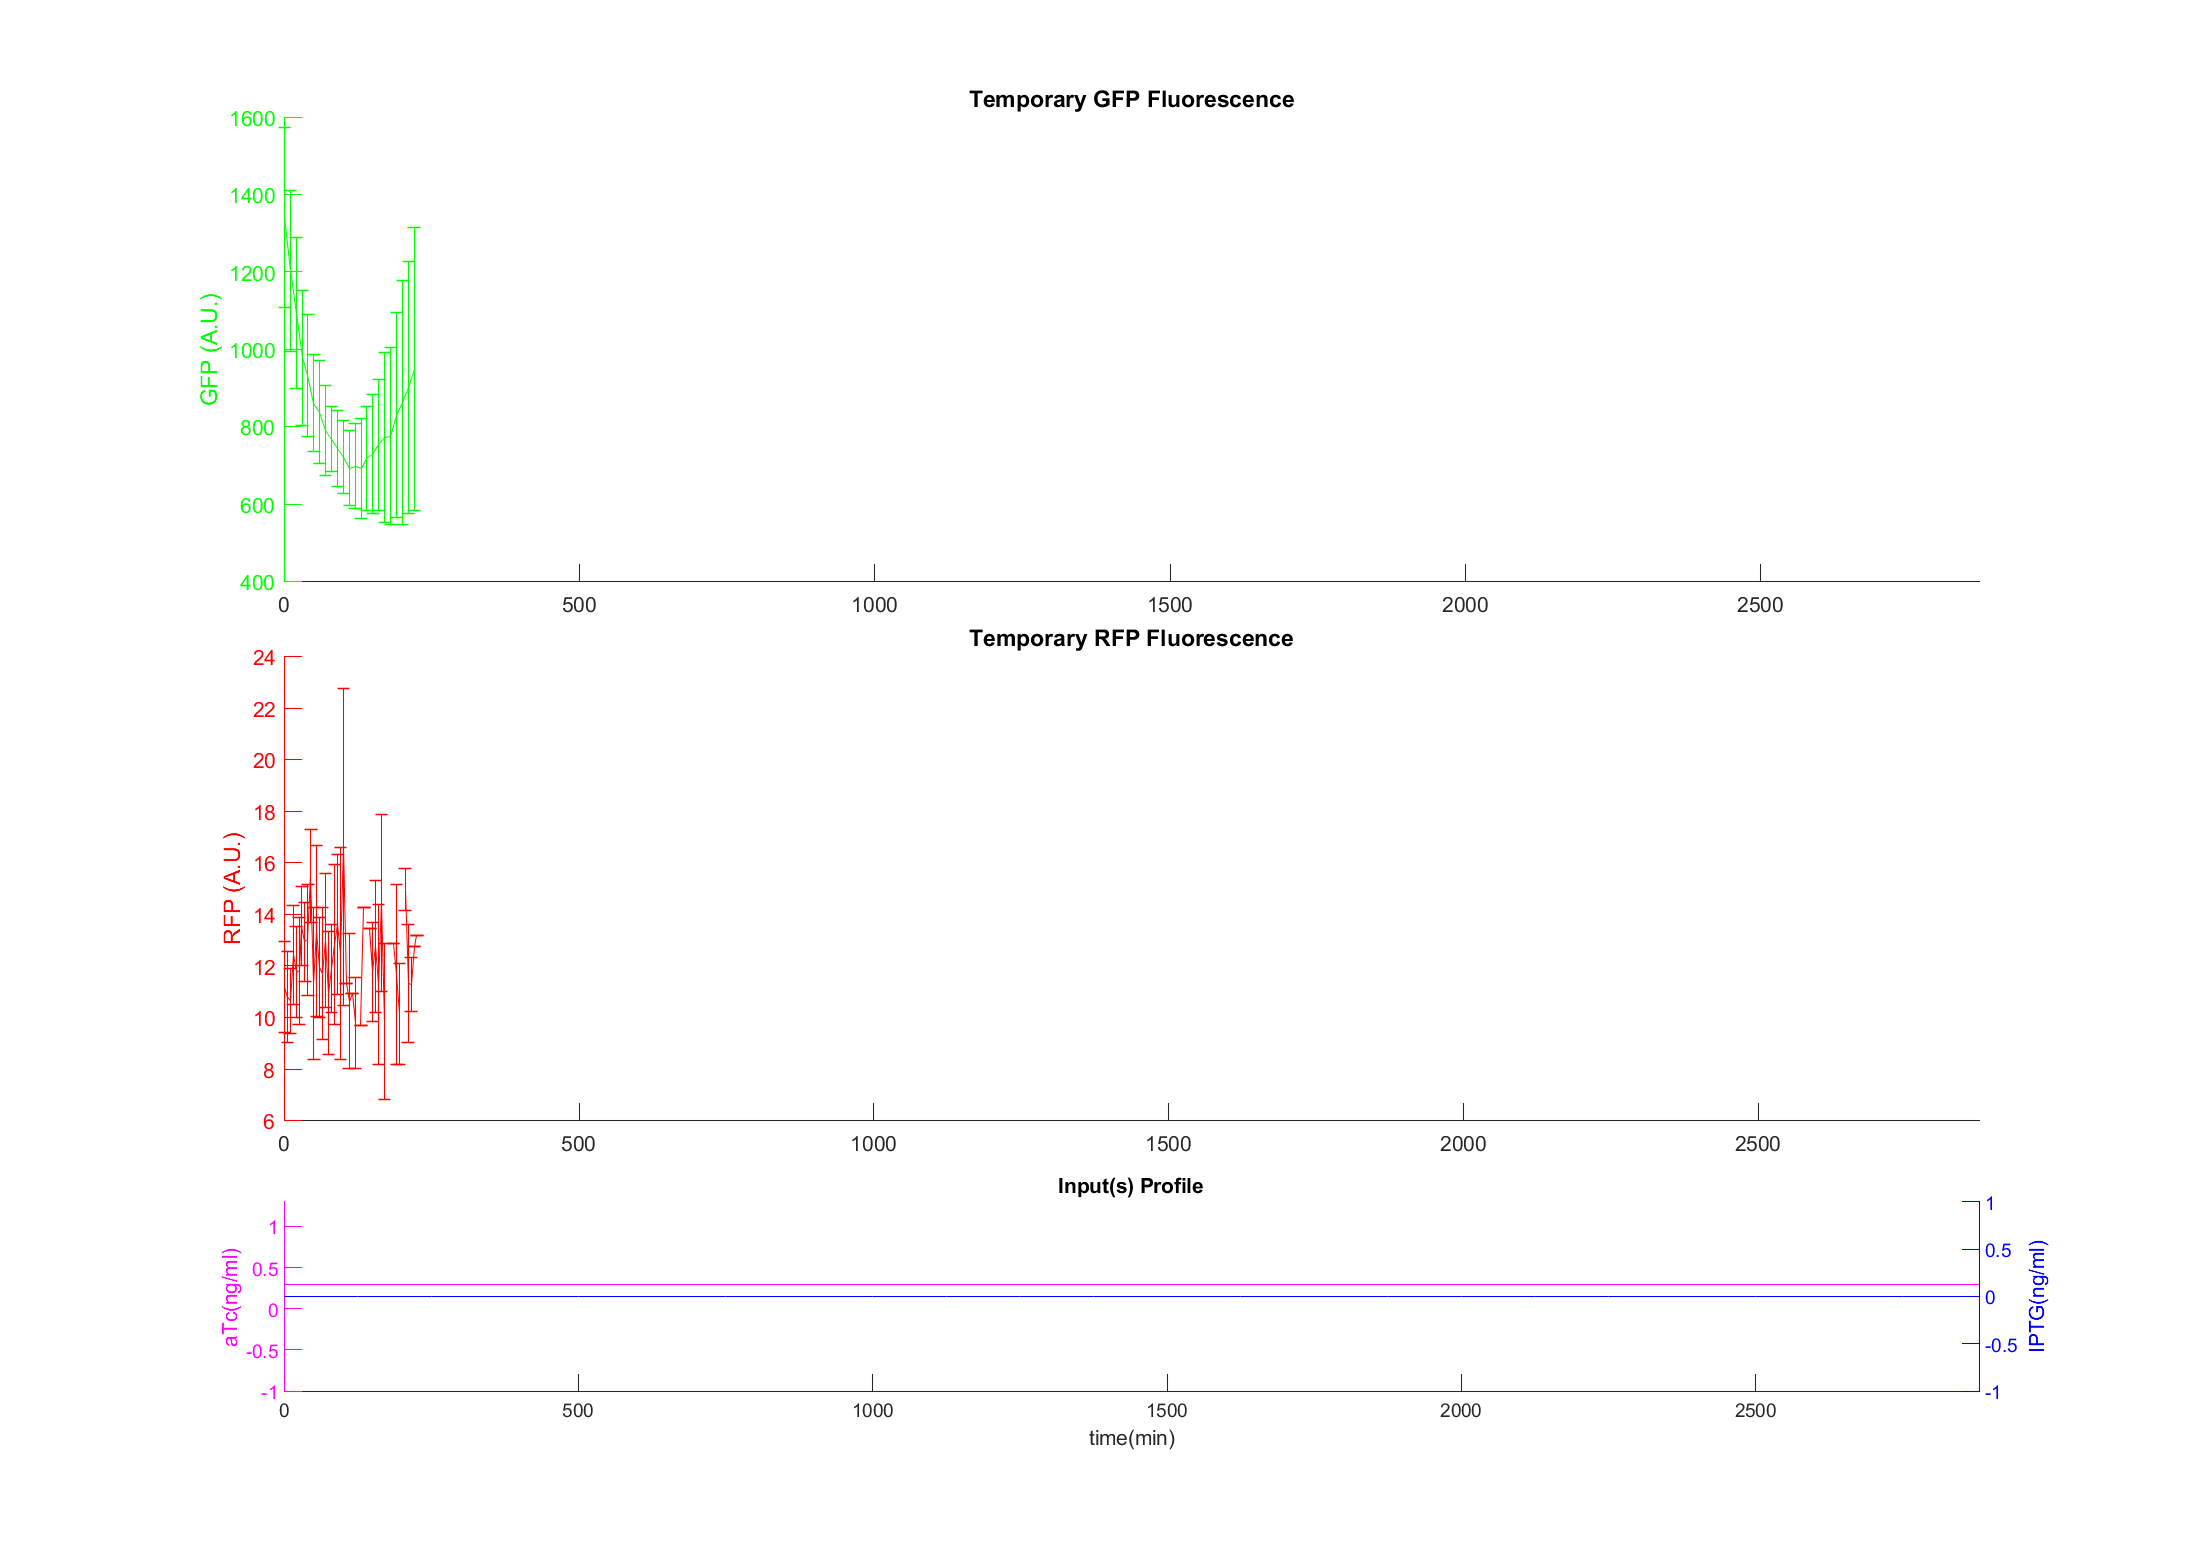 Temporary GFP Fluorescence
1600
1400
1200
1000
800
600
400
GFP (A.U.)
0 500 1000 1500 2000 2500
Temporary RFP Fluorescence
24
22
20
18
16
14
12
10
8
6
RFP (A.U.)
0 500 1000 1500 2000 2500
Input(s) Profile
1
0.5
0
-0.5
-1
aTc(ng/ml)
1
0.5
0
-0.5
-1
IPTG(ng/ml)
0 500 1000 1500 2000 2500
time(min)